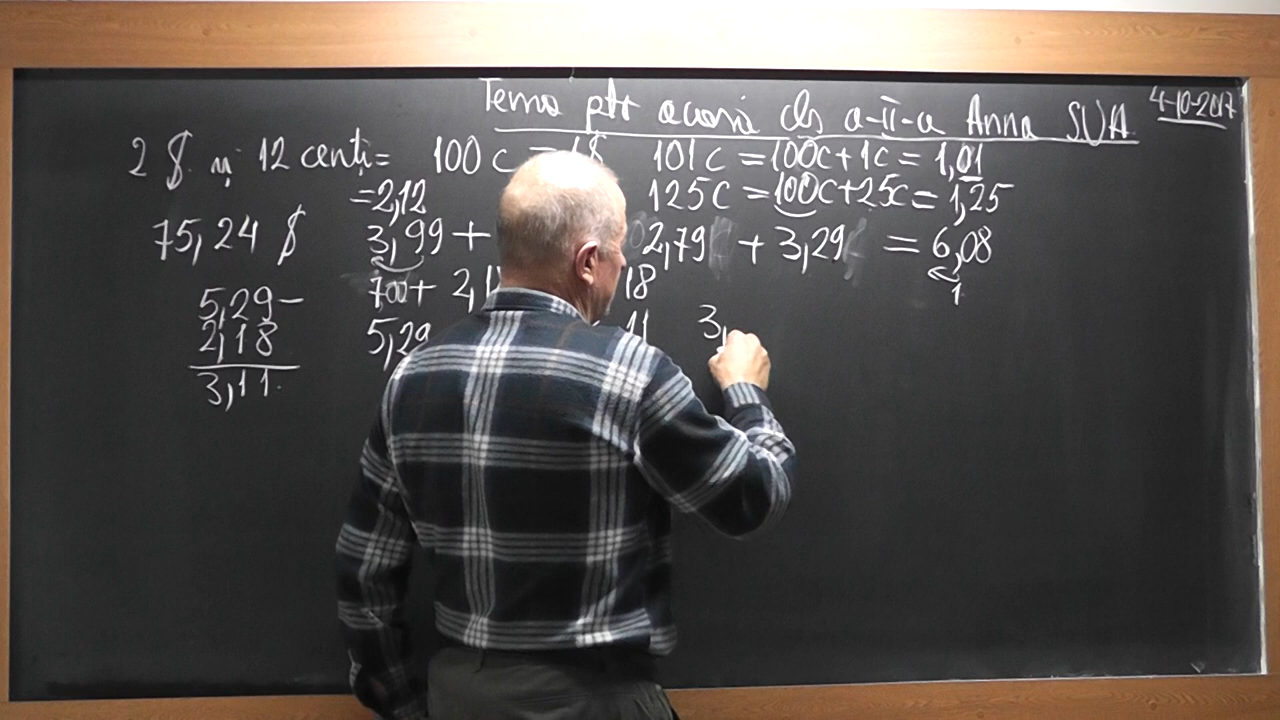 Tema ptr acasă cls a-II-a Anna SUA 4-10-2017
2 $ și 12 cenți = 100 c = 1$ 101 c = 100c + 1c = 1,01
= 2,12 125 c = 100c + 25c = 1,25
75,24 $ 3,99 + 2,79 + 3,29 = 6,08
1
7,00 + 2,1 18
5,29 - 5,29 11 3,
2,18
3,11